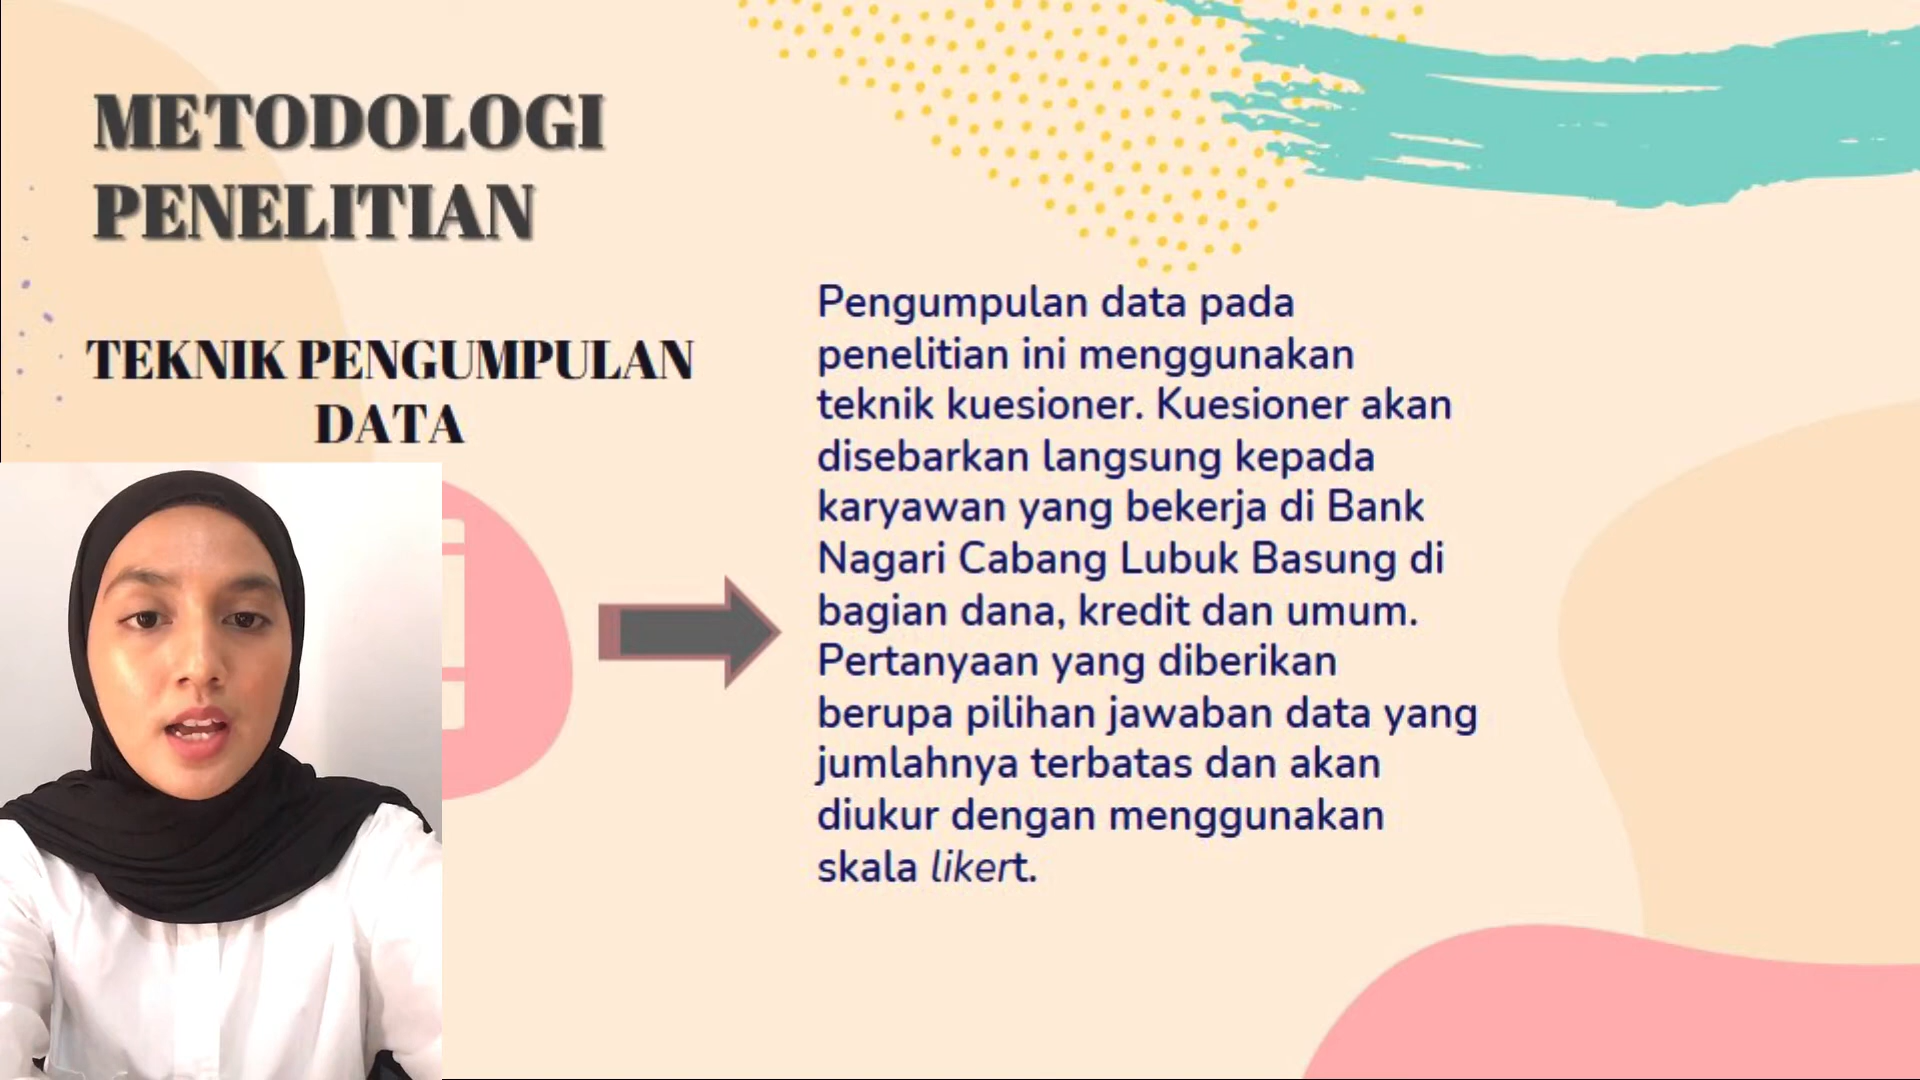 METODOLOGI
PENELITIAN
TEKNIK PENGUMPULAN
DATA
Pengumpulan data pada
penelitian ini menggunakan
teknik kuesioner. Kuesioner akan
disebarkan langsung kepada
karyawan yang bekerja di Bank
Nagari Cabang Lubuk Basung di
bagian dana, kredit dan umum.
Pertanyaan yang diberikan
berupa pilihan jawaban data yang
jumlahnya terbatas dan akan
diukur dengan menggunakan
skala likert.